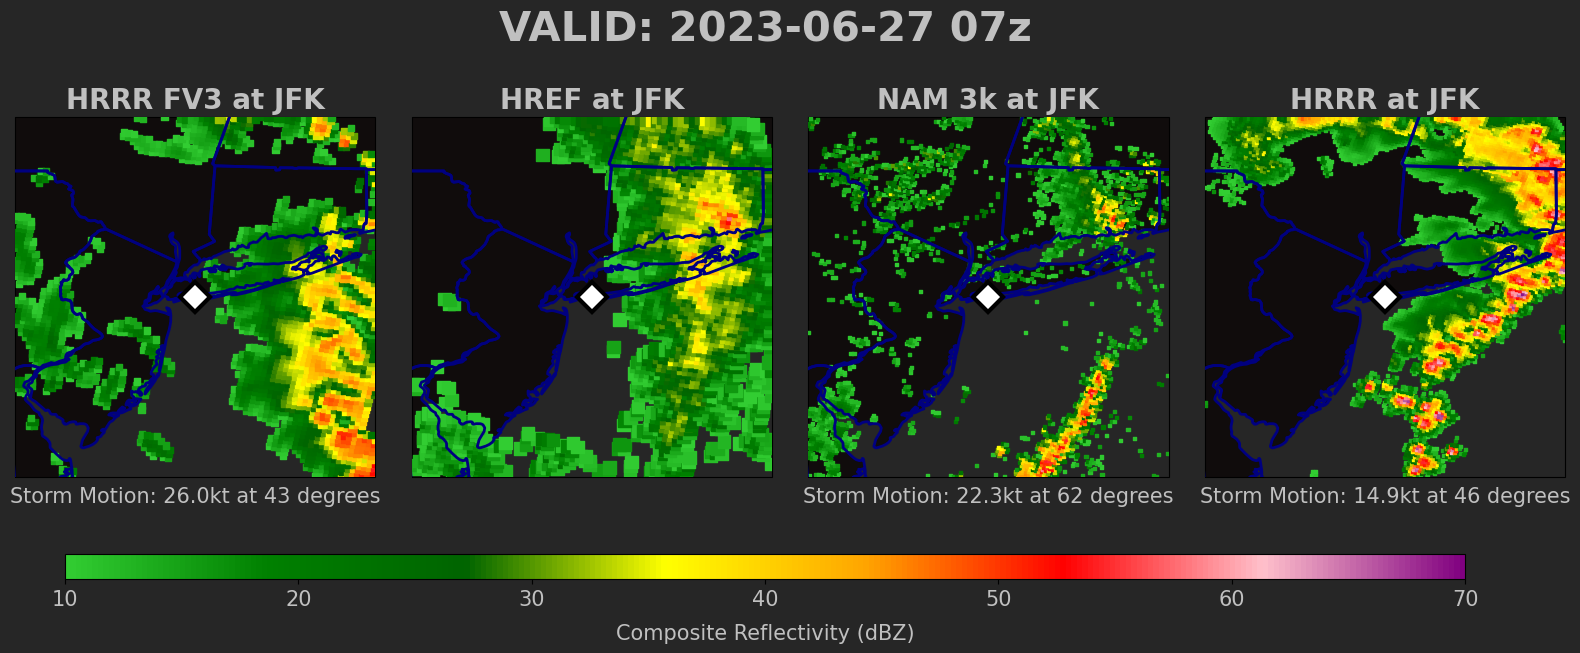 VALID: 2023-06-27 07z
HRRR FV3 at JFK
HREF at JFK
NAM 3k at JFK
HRRR at JFK
Storm Motion: 26.0kt at 43 degrees
Storm Motion: 22.3kt at 62 degrees
Storm Motion: 14.9kt at 46 degrees
10 20 30 40 50 60 70
Composite Reflectivity (dBZ)